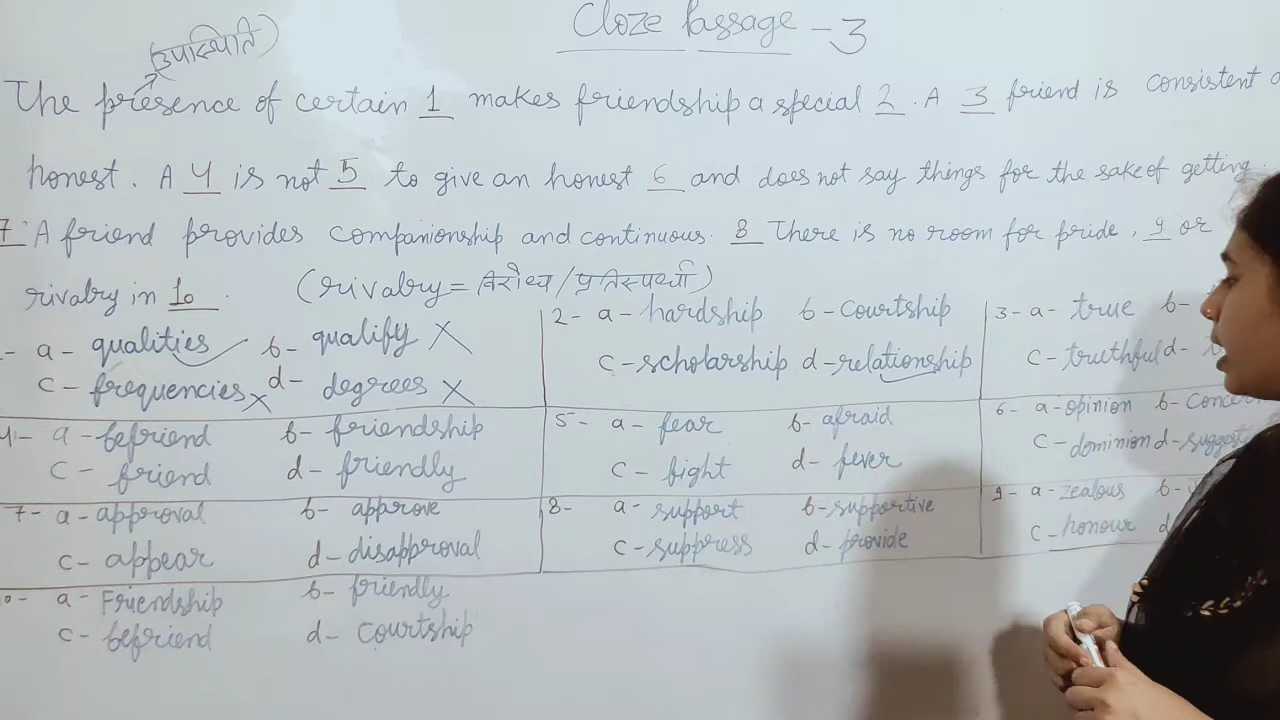 Cloze Passage - 3
(उपस्थिति)
The presence of certain 1 makes friendship a special 2. A 3 friend is consistent
honest. A 4 is not 5 to give an honest 6 and does not say things for the sake of getting
7 A friend provides companionship and continuous. 8 There is no room for pride, 9 or
rivalry in 10. (rivalry = विरोध / प्रतिस्पर्धा)
a - qualities b - qualify X
c - frequencies X d - degrees X
2 - a - hardship b - courtship
c - scholarship d - relationship
3 - a - true b -
c - truthful d -
4 - a - befriend b - friendship
c - friend d - friendly
5 - a - fear b - afraid
c - fight d - fever
6 - a - opinion b -
c - dominion d -
7 - a - approval b - approve
c - appear d - disapproval
8 - a - support b - supportive
c - suppress d - provide
9 - a - zealous b -
c - honour d
a - Friendship b - friendly
c - befriend d - Courtship